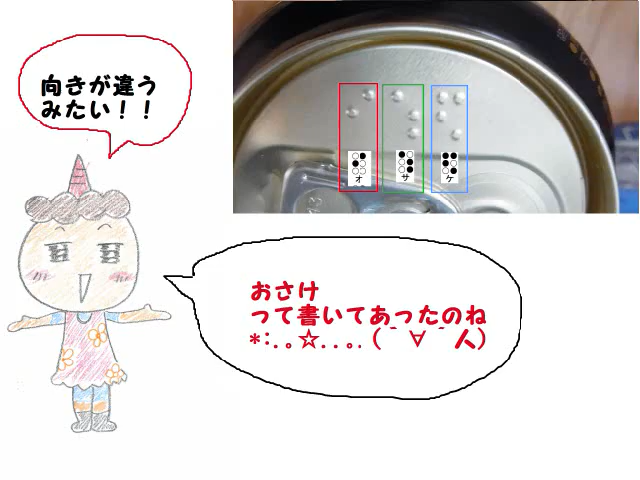 向きが違う
みたい！！
オ サ ケ
おさけ
って書いてあったのね
*:.｡☆..｡.(´∀｀人)